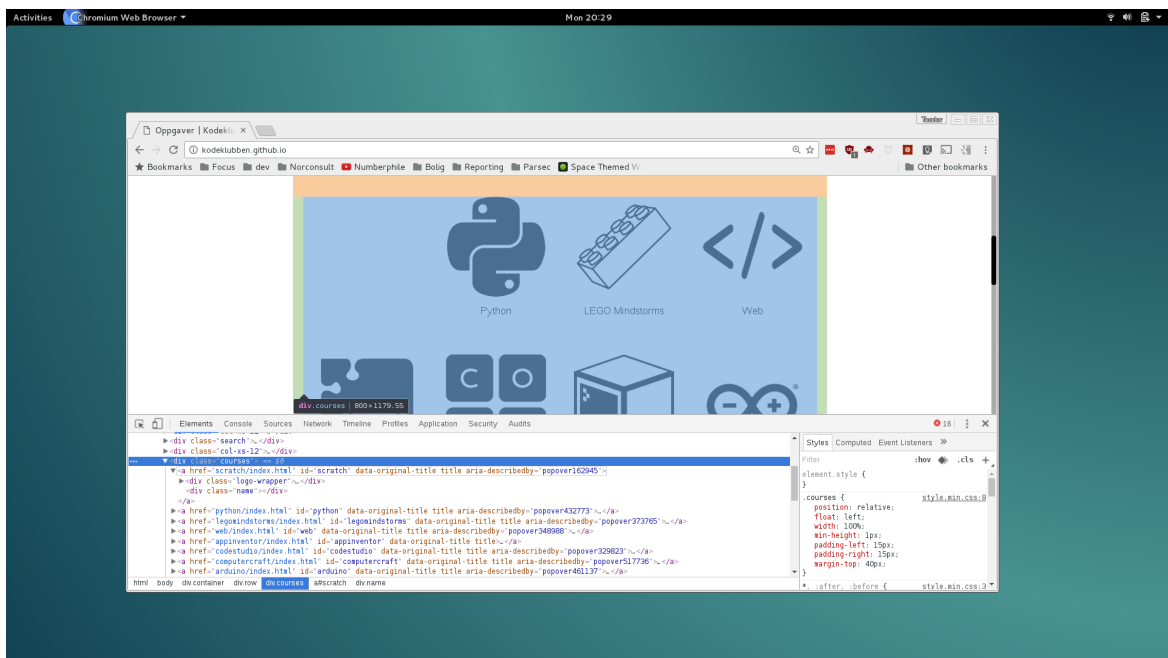 Activities Chromium Web Browser Mon 20:29
Oppgaver | Kodeklu
kodeklubben.github.io
Bookmarks Focus dev Norconsult Numberphile Bolig Reporting Parsec Space Themed W Other bookmarks
Python LEGO Mindstorms Web
C O
div.courses | 800×1179.55
Elements Console Sources Network Timeline Profiles Application Security Audits 16
<div class="search">…</div>
<div class="col-xs-12">…</div>
<div class="courses"> == $0
<a href="scratch/index.html" id="scratch" data-original-title title aria-describedby="popover162945">
<div class="logo-wrapper">…</div>
<div class="name"></div>
</a>
<a href="python/index.html" id="python" data-original-title title aria-describedby="popover432773">…</a>
<a href="legomindstorms/index.html" id="legomindstorms" data-original-title title aria-describedby="popover373765">…</a>
<a href="web/index.html" id="web" data-original-title title aria-describedby="popover348988">…</a>
<a href="appinventor/index.html" id="appinventor" data-original-title title>…</a>
<a href="codestudio/index.html" id="codestudio" data-original-title title aria-describedby="popover329823">…</a>
<a href="computercraft/index.html" id="computercraft" data-original-title title aria-describedby="popover517736">…</a>
<a href="arduino/index.html" id="arduino" data-original-title title aria-describedby="popover461137">…</a>
html body div.container div.row div.courses a#scratch div.name
Styles Computed Event Listeners »
Filter :hov .cls +
element.style {
}
.courses { style.min.css:8
position: relative;
float: left;
width: 100%;
min-height: 1px;
padding-left: 15px;
padding-right: 15px;
margin-top: 40px;
}
*, :after, :before { style.min.css:3